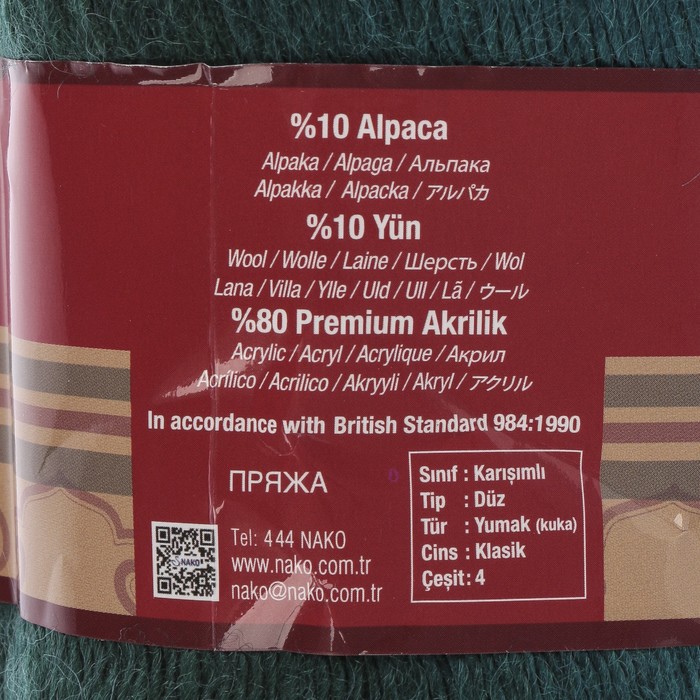 %10 Alpaca
Alpaka / Alpaga / Альпака
Alpakka / Alpacka / アルパカ
%10 Yün
Wool / Wolle / Laine / Шерсть / Wol
Lana / Villa / Ylle / Uld / Ull / Lã / ウール
%80 Premium Akrilik
Acrylic / Acryl / Acrylique / Акрил
Acrílico / Acrilico / Akryyli / Akryl / アクリル
In accordance with British Standard 984:1990
ПРЯЖА
Tel: 444 NAKO
www.nako.com.tr
nako@nako.com.tr
NAKO
Sınıf : Karışımlı
Tip : Düz
Tür : Yumak (kuka)
Cins : Klasik
Çeşit : 4